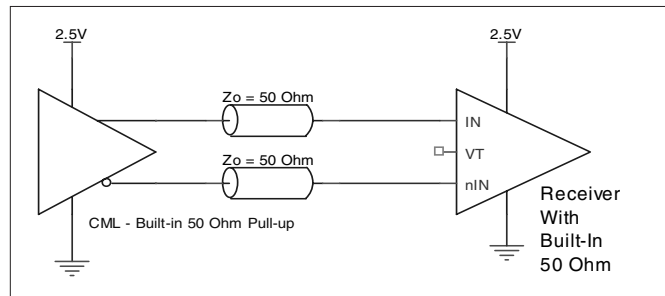 2.5V
2.5V
Zo = 50 Ohm
IN
VT
Zo = 50 Ohm
nIN
Receiver
With
Built-In
50 Ohm
CML - Built-in 50 Ohm Pull-up